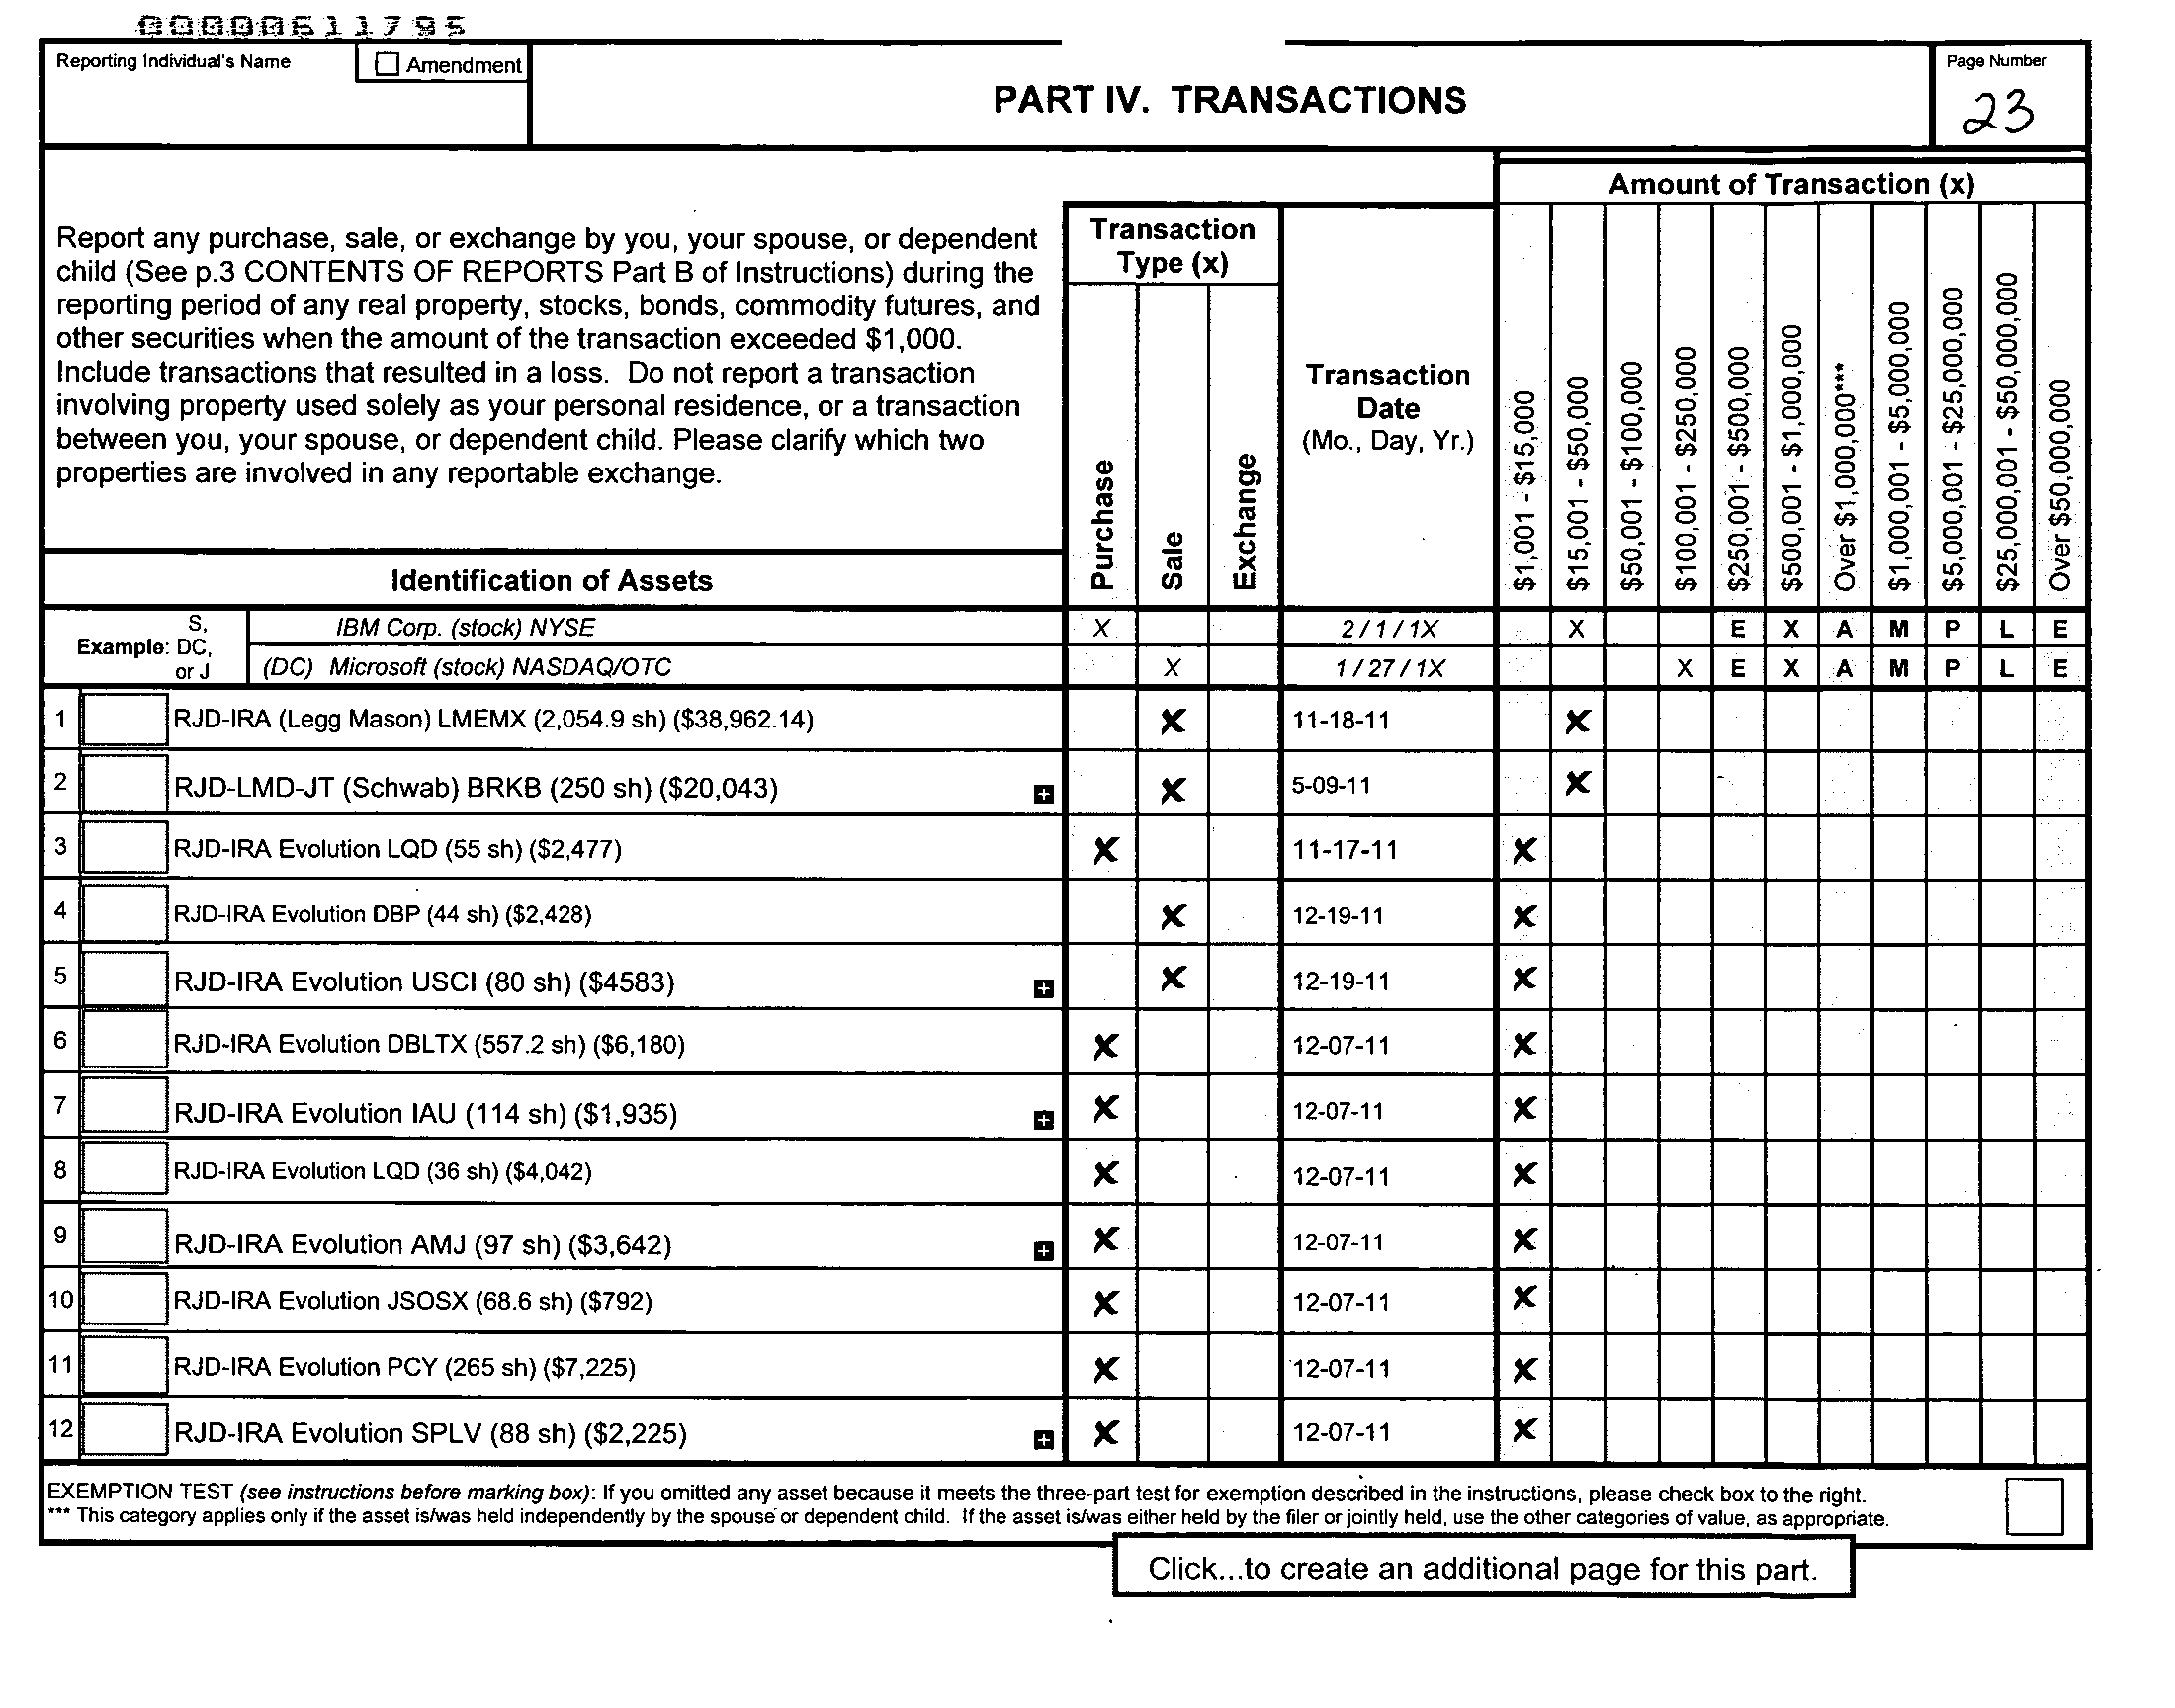 00000611795
Reporting Individual's Name
Amendment
PART IV. TRANSACTIONS
Page Number
23
Amount of Transaction (x)
Report any purchase, sale, or exchange by you, your spouse, or dependent
child (See p.3 CONTENTS OF REPORTS Part B of Instructions) during the
reporting period of any real property, stocks, bonds, commodity futures, and
other securities when the amount of the transaction exceeded $1,000.
Include transactions that resulted in a loss. Do not report a transaction
involving property used solely as your personal residence, or a transaction
between you, your spouse, or dependent child. Please clarify which two
properties are involved in any reportable exchange.
Transaction
Type (x)
Purchase
Sale
Exchange
Transaction
Date
(Mo., Day, Yr.)
$1,001 - $15,000
$15,001 - $50,000
$50,001 - $100,000
$100,001 - $250,000
$250,001 - $500,000
$500,001 - $1,000,000
Over $1,000,000***
$1,000,001 - $5,000,000
$5,000,001 - $25,000,000
$25,000,001 - $50,000,000
Over $50,000,000
Identification of Assets
Example: S, DC, or J
IBM Corp. (stock) NYSE X 2/1/1X X E X A M P L E
(DC) Microsoft (stock) NASDAQ/OTC X 1/27/1X X E X A M P L E
1 RJD-IRA (Legg Mason) LMEMX (2,054.9 sh) ($38,962.14) X 11-18-11 X
2 RJD-LMD-JT (Schwab) BRKB (250 sh) ($20,043) + X 5-09-11 X
3 RJD-IRA Evolution LQD (55 sh) ($2,477) X 11-17-11 X
4 RJD-IRA Evolution DBP (44 sh) ($2,428) X 12-19-11 X
5 RJD-IRA Evolution USCI (80 sh) ($4583) + X 12-19-11 X
6 RJD-IRA Evolution DBLTX (557.2 sh) ($6,180) X 12-07-11 X
7 RJD-IRA Evolution IAU (114 sh) ($1,935) + X 12-07-11 X
8 RJD-IRA Evolution LQD (36 sh) ($4,042) X 12-07-11 X
9 RJD-IRA Evolution AMJ (97 sh) ($3,642) + X 12-07-11 X
10 RJD-IRA Evolution JSOSX (68.6 sh) ($792) X 12-07-11 X
11 RJD-IRA Evolution PCY (265 sh) ($7,225) X 12-07-11 X
12 RJD-IRA Evolution SPLV (88 sh) ($2,225) + X 12-07-11 X
EXEMPTION TEST (see instructions before marking box): If you omitted any asset because it meets the three-part test for exemption described in the instructions, please check box to the right.
*** This category applies only if the asset is/was held independently by the spouse or dependent child. If the asset is/was either held by the filer or jointly held, use the other categories of value, as appropriate.
Click...to create an additional page for this part.